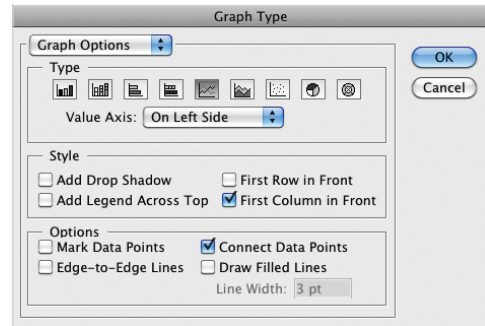 Graph Type
Graph Options
OK
Cancel
Type
Value Axis: On Left Side
Style
Add Drop Shadow First Row in Front
Add Legend Across Top First Column in Front
Options
Mark Data Points Connect Data Points
Edge-to-Edge Lines Draw Filled Lines
Line Width: 3 pt